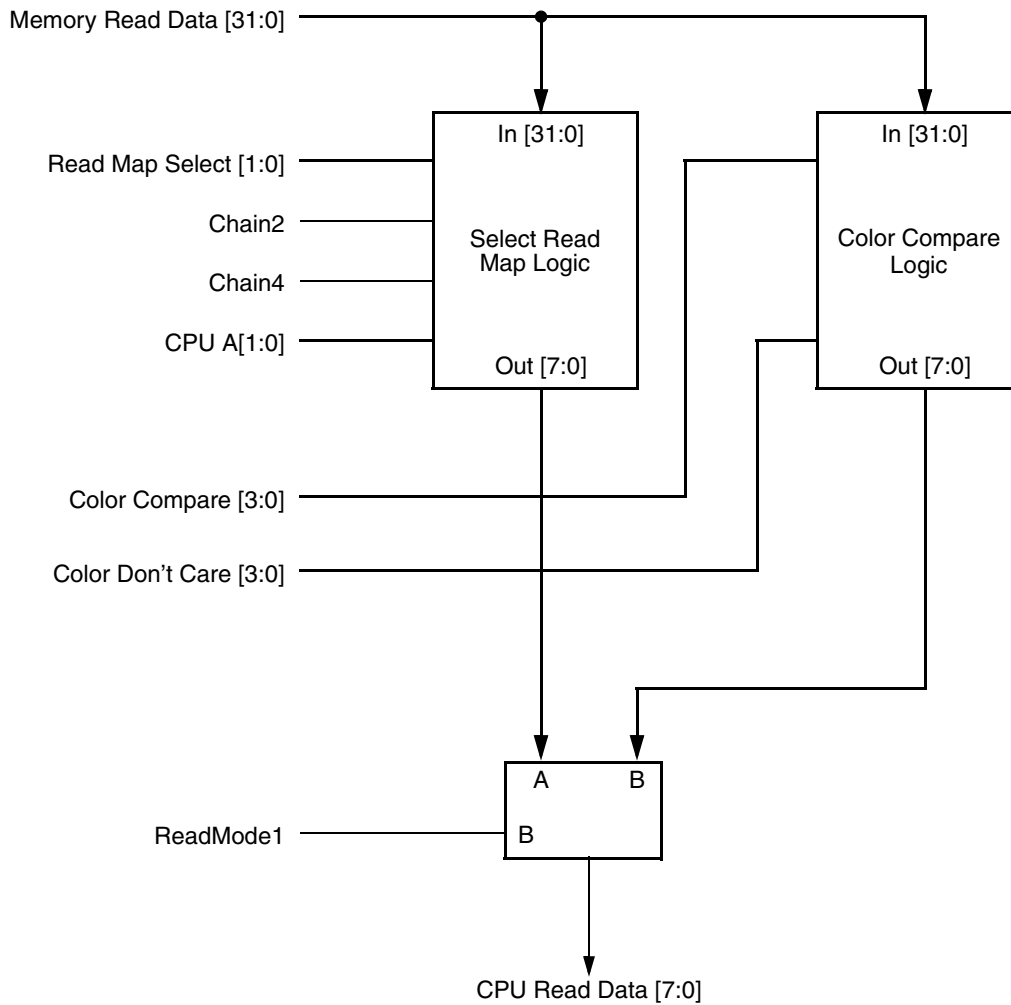 Memory Read Data [31:0]
In [31:0]
In [31:0]
Read Map Select [1:0]
Chain2
Select Read
Map Logic
Color Compare
Logic
Chain4
CPU A[1:0]
Out [7:0]
Out [7:0]
Color Compare [3:0]
Color Don't Care [3:0]
A
B
ReadMode1
B
CPU Read Data [7:0]